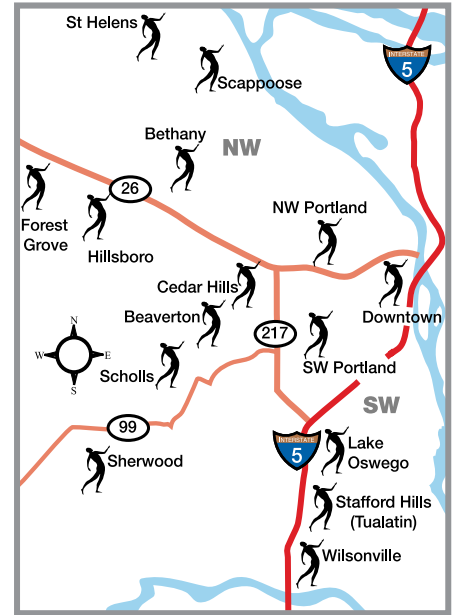 St Helens
INTERSTATE
5
Scappoose
Bethany
NW
26
Forest
Grove
Hillsboro
NW Portland
Cedar Hills
Beaverton
Downtown
217
N
W
E
S
Scholls
SW Portland
SW
99
Sherwood
INTERSTATE
5
Lake
Oswego
Stafford Hills
(Tualatin)
Wilsonville